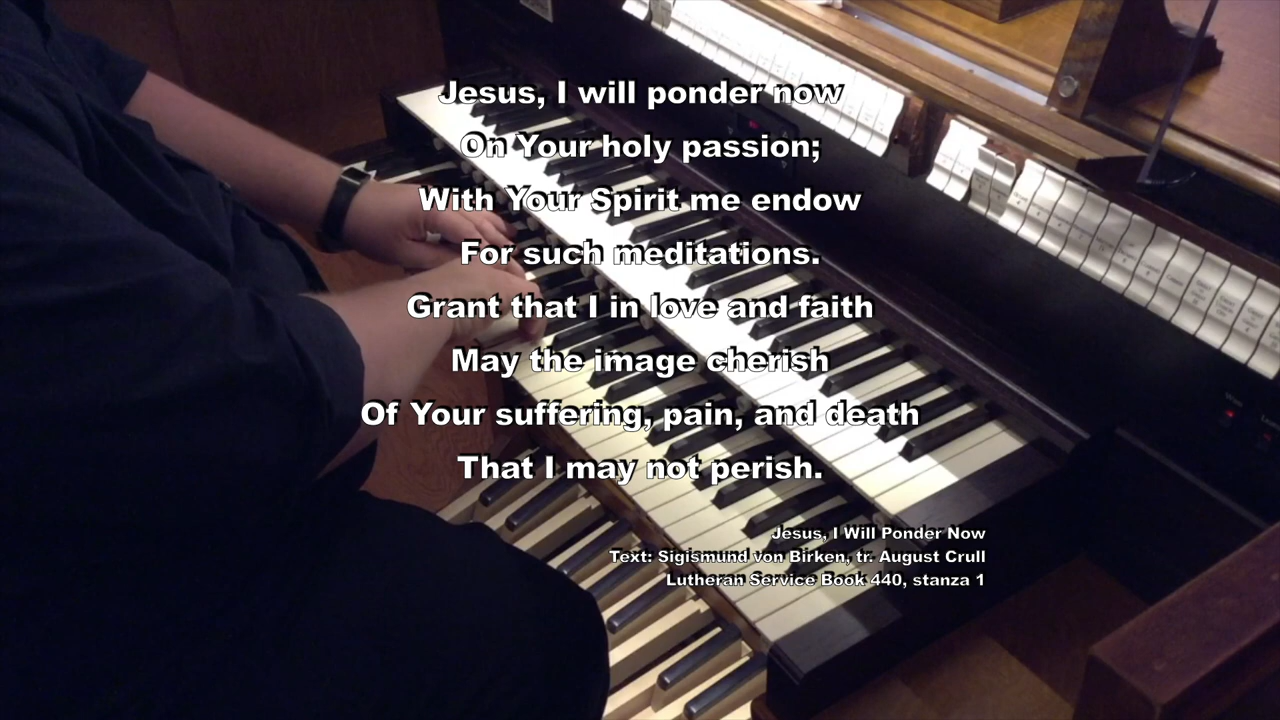 Jesus, I will ponder now
On Your holy passion;
With Your Spirit me endow
For such meditations.
Grant that I in love and faith
May the image cherish
Of Your suffering, pain, and death
That I may not perish.
Jesus, I Will Ponder Now
Text: Sigismund von Birken, tr. August Crull
Lutheran Service Book 440, stanza 1